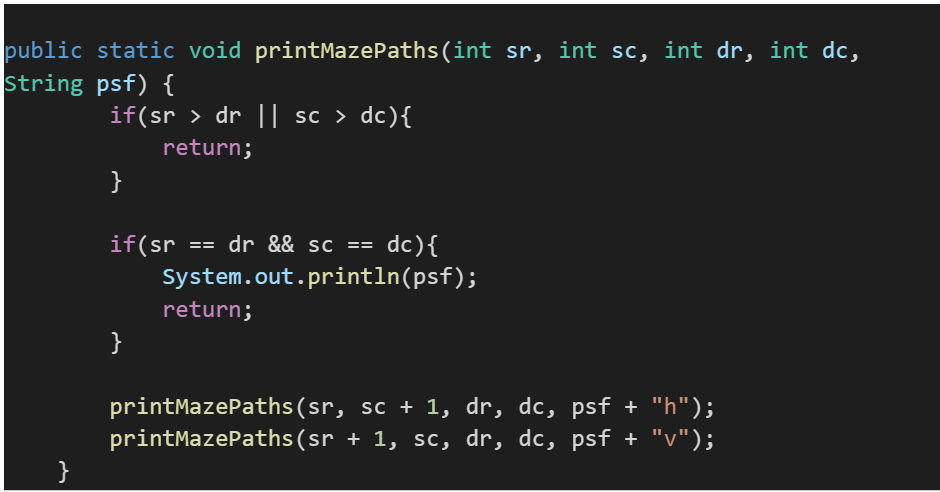 public static void printMazePaths(int sr, int sc, int dr, int dc,
String psf) {
        if(sr > dr || sc > dc){
            return;
        }

        if(sr == dr && sc == dc){
            System.out.println(psf);
            return;
        }

        printMazePaths(sr, sc + 1, dr, dc, psf + "h");
        printMazePaths(sr + 1, sc, dr, dc, psf + "v");
    }